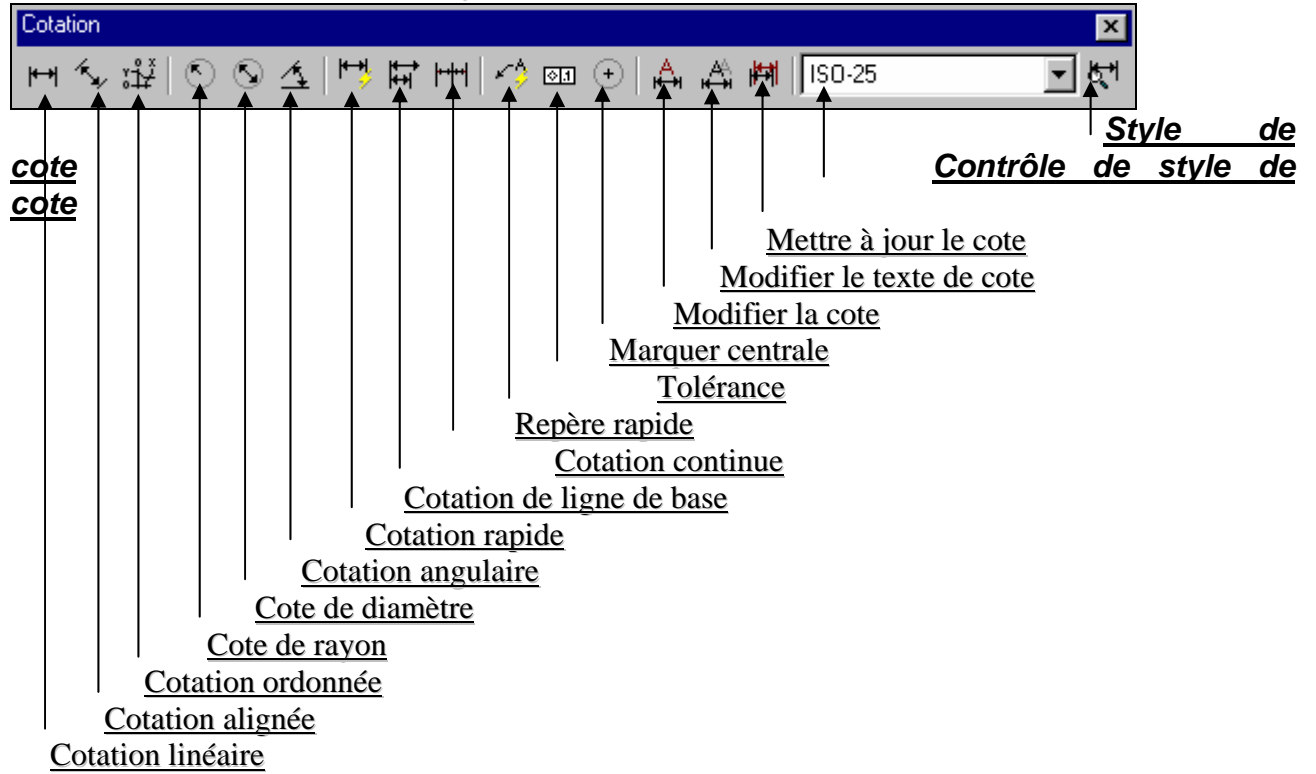 Cotation
ISO-25
Style de
cote Contrôle de style de
cote
Mettre à jour le cote
Modifier le texte de cote
Modifier la cote
Marquer centrale
Tolérance
Repère rapide
Cotation continue
Cotation de ligne de base
Cotation rapide
Cotation angulaire
Cote de diamètre
Cote de rayon
Cotation ordonnée
Cotation alignée
Cotation linéaire